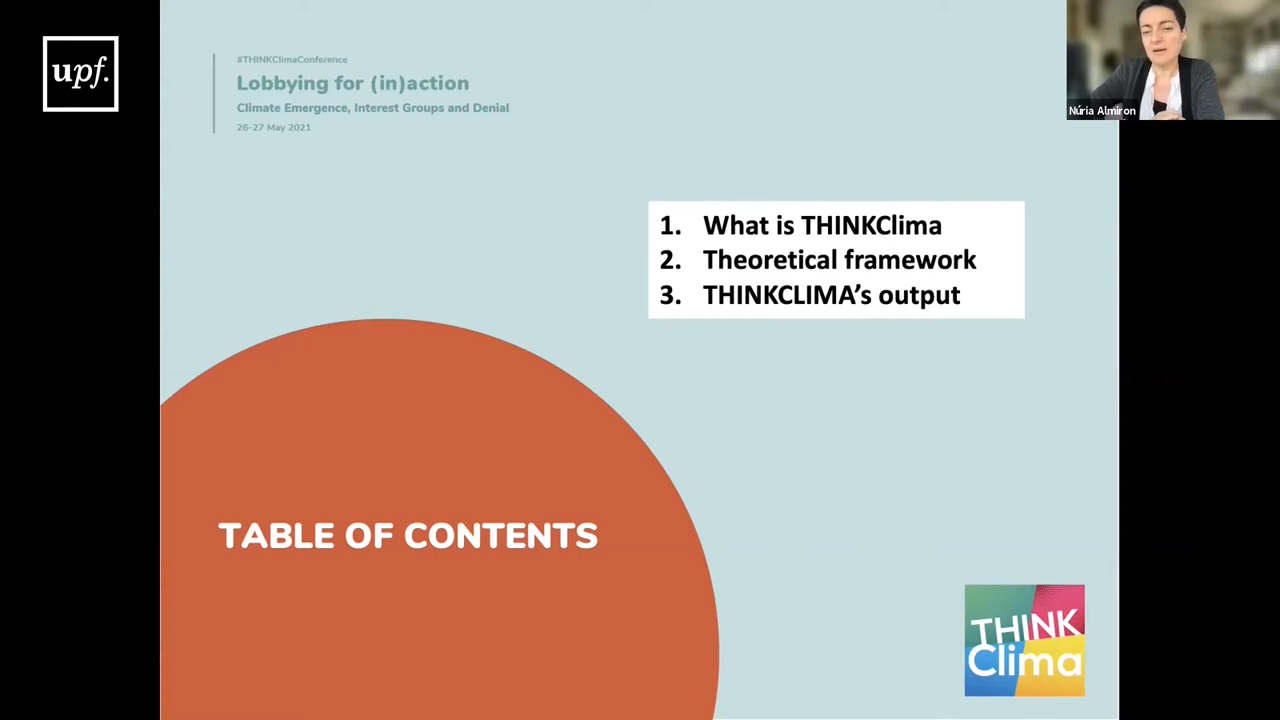 upf.
#THINKClimaConference
Lobbying for (in)action
Climate Emergence, Interest Groups and Denial
26-27 May 2021
Núria Almiron
1. What is THINKClima
2. Theoretical framework
3. THINKCLIMA’s output
TABLE OF CONTENTS
THINK
Clima